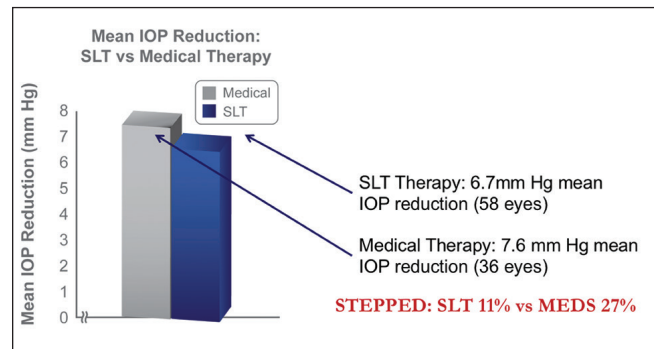 Mean IOP Reduction:
SLT vs Medical Therapy
Medical
SLT
Mean IOP Reduction (mm Hg)
8
7
6
5
4
3
2
1
0
SLT Therapy: 6.7mm Hg mean
IOP reduction (58 eyes)
Medical Therapy: 7.6 mm Hg mean
IOP reduction (36 eyes)
STEPPED: SLT 11% vs MEDS 27%